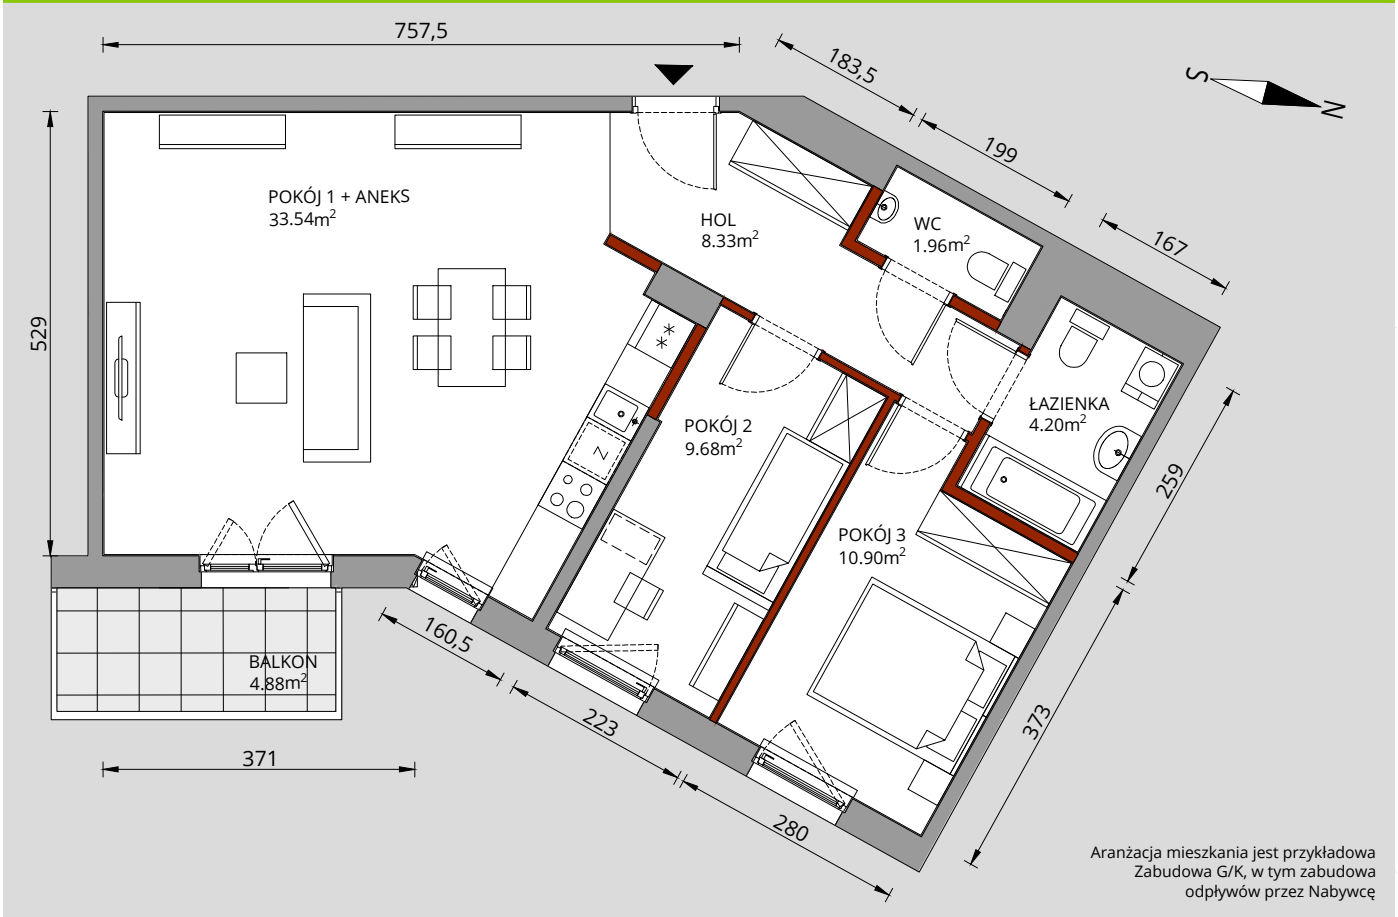 757,5
183,5
199
167
S
N
529
POKÓJ 1 + ANEKS
33.54m²
HOL
8.33m²
WC
1.96m²
ŁAZIENKA
4.20m²
POKÓJ 2
9.68m²
Z
POKÓJ 3
10.90m²
259
373
BALKON
4.88m²
160,5
223
280
371
Aranżacja mieszkania jest przykładowa
Zabudowa G/K, w tym zabudowa
odpływów przez Nabywcę